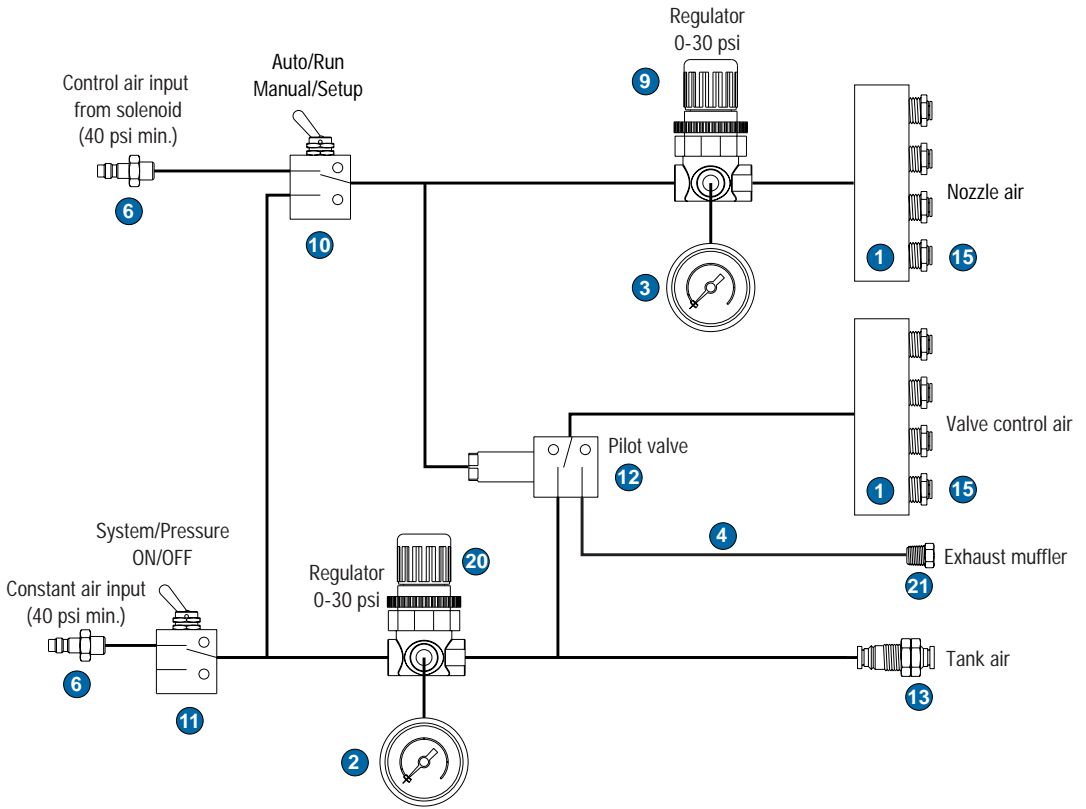 Regulator
0-30 psi
9
Auto/Run
Manual/Setup
Control air input
from solenoid
(40 psi min.)
6
10
3
1
15
Nozzle air
Pilot valve
12
Valve control air
1
15
4
Exhaust muffler
21
System/Pressure
ON/OFF
Constant air input
(40 psi min.)
6
11
Regulator
0-30 psi
20
2
Tank air
13